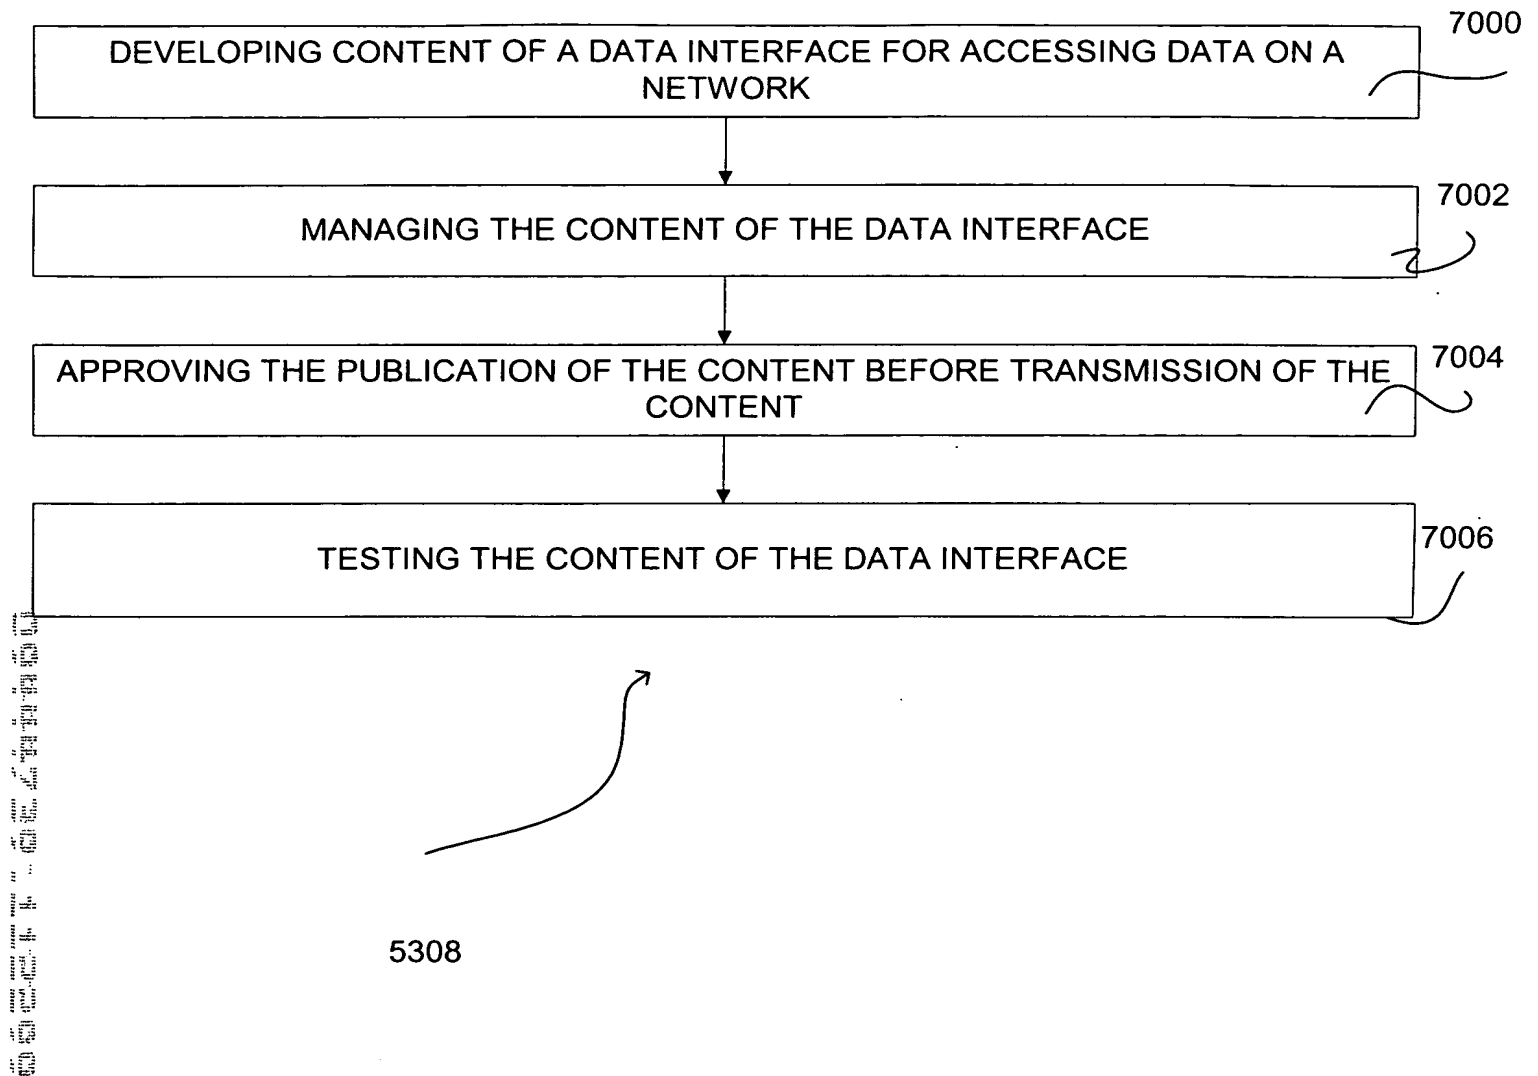 7000
DEVELOPING CONTENT OF A DATA INTERFACE FOR ACCESSING DATA ON A
NETWORK
7002
MANAGING THE CONTENT OF THE DATA INTERFACE
7004
APPROVING THE PUBLICATION OF THE CONTENT BEFORE TRANSMISSION OF THE
CONTENT
7006
TESTING THE CONTENT OF THE DATA INTERFACE
5308